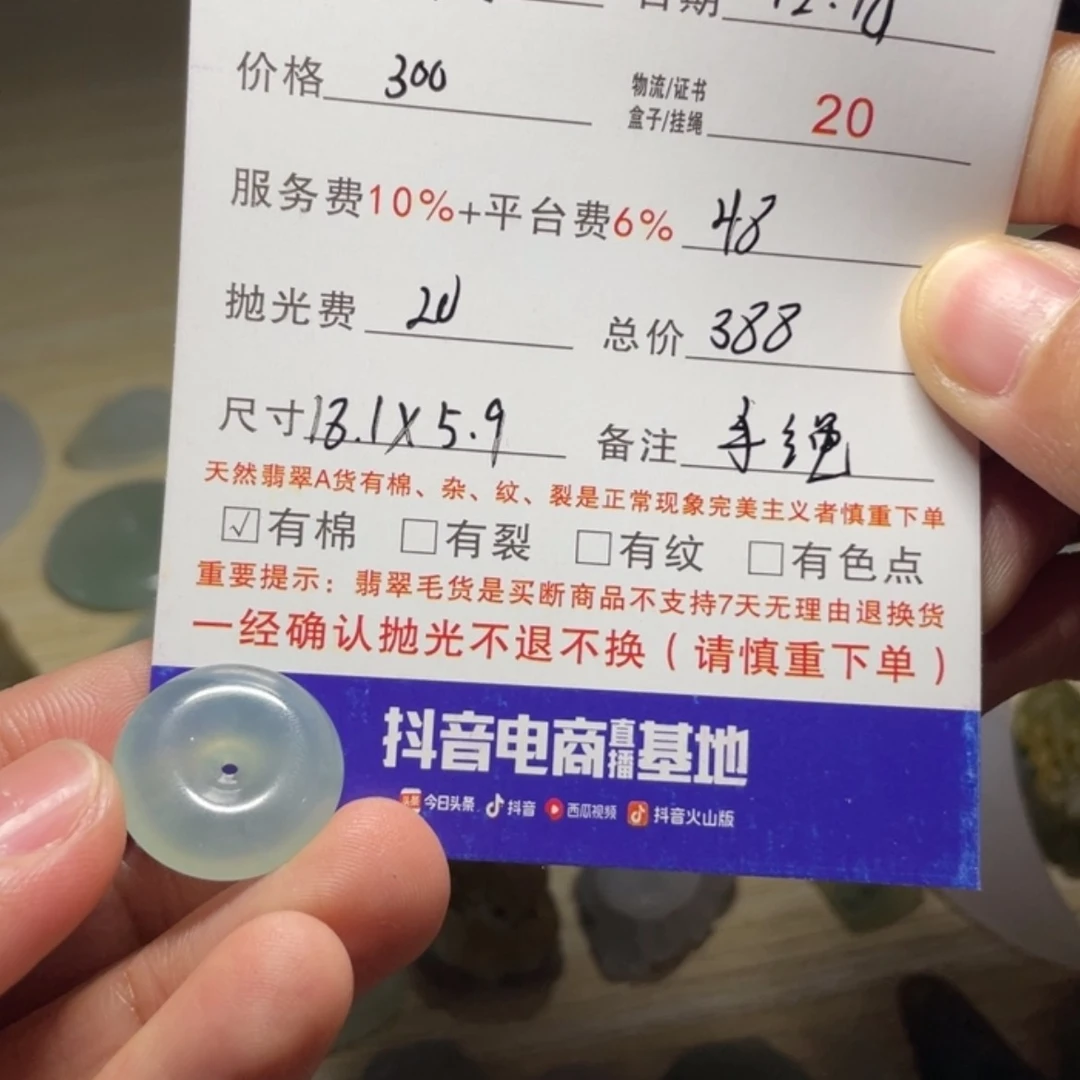 日期 12.18
价格 300 物流/证书 盒子/挂绳 20
服务费10%+平台费6% 48
抛光费 20 总价 388
尺寸 18.1X5.9 备注 手绳
天然翡翠A货有棉、杂、纹、裂是正常现象完美主义者慎重下单
☑有棉 □有裂 □有纹 □有色点
重要提示：翡翠毛货是买断商品不支持7天无理由退换货
一经确认抛光不退不换（请慎重下单）
抖音电商直播基地
头条 今日头条 抖音 西瓜视频 抖音火山版